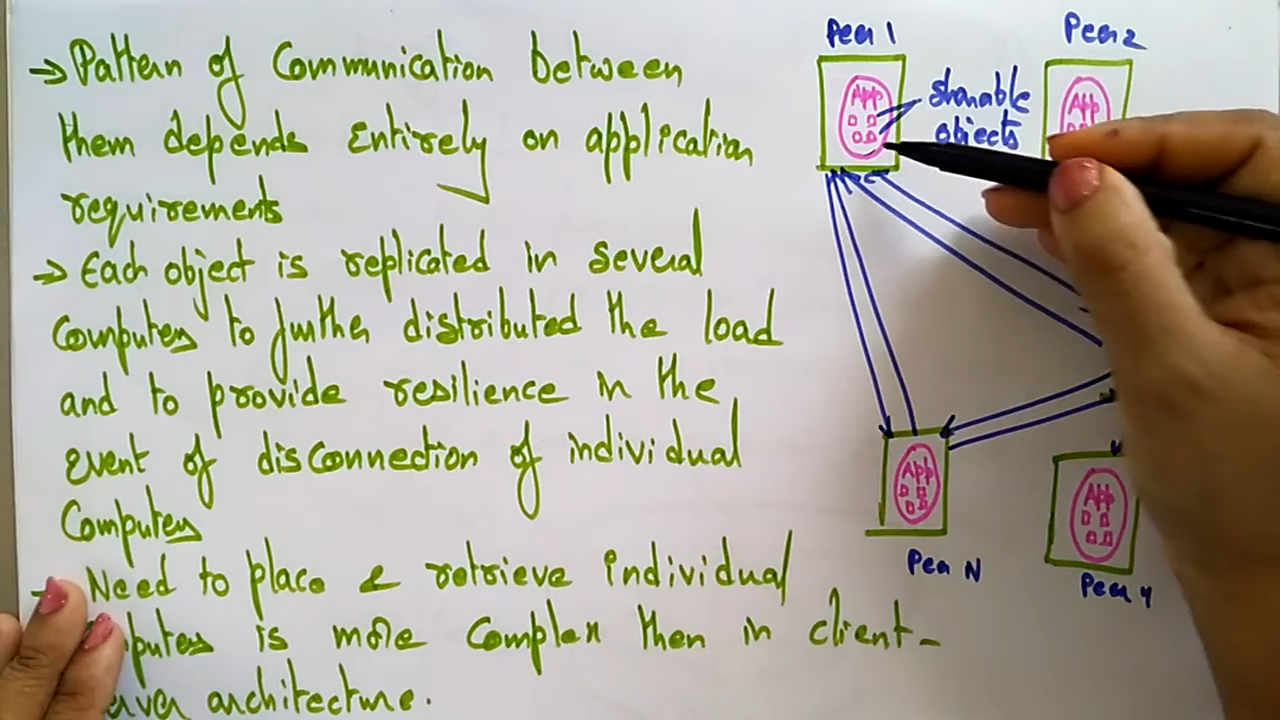 → Pattern of Communication between
them depends Entirely on application
requirements
→ Each object is replicated in several
Computers to further distributed the load
and to provide resilience in the
event of disconnection of individual
Computers
→ Need to place & retrieve individual
puters is more Complex then in client-
erver architecture.
Peer 1
App
sharable
objects
Peer 2
App
App
Peer N
App
Peer 4